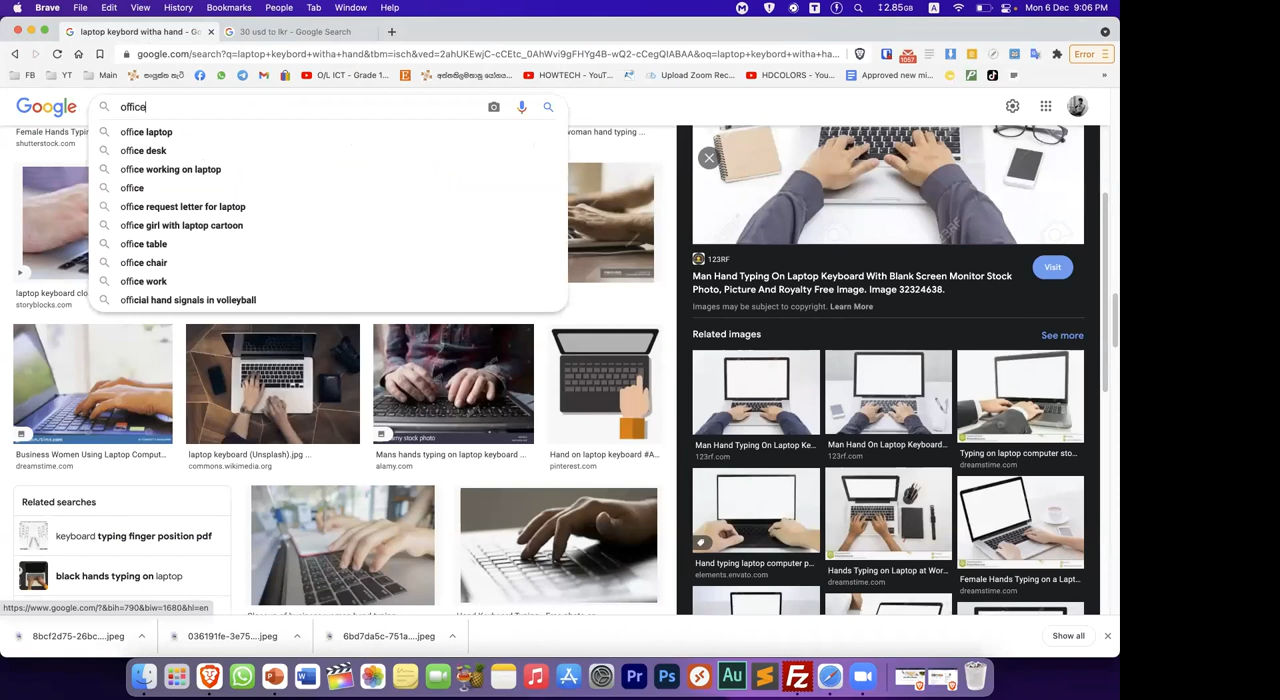 Brave File Edit View History Bookmarks People Tab Window Help
2.85GB A Mon 6 Dec 9:06 PM
laptop keybord witha hand - Go
30 usd to lkr - Google Search
google.com/search?q=laptop+keybord+witha+hand&tbm=isch&ved=2ahUKEwjC-cCEtc_0AhWvi9gFHYg4B-wQ2-cCegQIABAA&oq=laptop+keybord+witha+ha...
1057
Error
FB YT Main O/L ICT - Grade 1... HOWTECH - YouT... Upload Zoom Rec... HDCOLORS - You... Approved new mi... »
Google
office
office laptop
office desk
office working on laptop
office
office request letter for laptop
office girl with laptop cartoon
office table
office chair
office work
official hand signals in volleyball
Female Hands Typin
shutterstock.com
woman hand typing ...
laptop keyboard clo
storyblocks.com
123RF
Visit
Man Hand Typing On Laptop Keyboard With Blank Screen Monitor Stock
Photo, Picture And Royalty Free Image. Image 32324638.
Images may be subject to copyright. Learn More
Related images
See more
Man Hand Typing On Laptop Ke...
123rf.com
Man Hand On Laptop Keyboard...
123rf.com
Typing on laptop computer sto...
dreamstime.com
Business Women Using Laptop Comput...
dreamstime.com
laptop keyboard (Unsplash).jpg ...
commons.wikimedia.org
Mans hands typing on laptop keyboard ...
alamy.com
Hand on laptop keyboard #A...
pinterest.com
Related searches
keyboard typing finger position pdf
black hands typing on laptop
Hand typing laptop computer p...
elements.envato.com
Hands Typing on Laptop at Wor...
dreamstime.com
Female Hands Typing on a Lapt...
dreamstime.com
https://www.google.com/?&bih=790&biw=1680&hl=en
8bcf2d75-26bc....jpeg
036191fe-3e75....jpeg
6bd7da5c-751a....jpeg
Show all
Pr Ps Au Fz